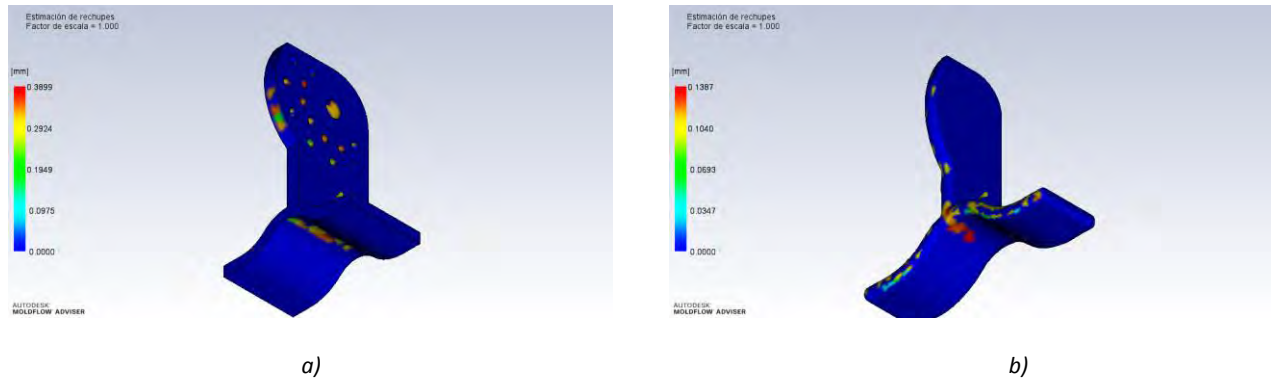 Estimación de rechupes
Factor de escala = 1.000
[mm]
0.3899
0.2924
0.1949
0.0975
0.0000
AUTODESK
MOLDFLOW ADVISER
a)
Estimación de rechupes
Factor de escala = 1.000
[mm]
0.1387
0.1040
0.0693
0.0347
0.0000
AUTODESK
MOLDFLOW ADVISER
b)